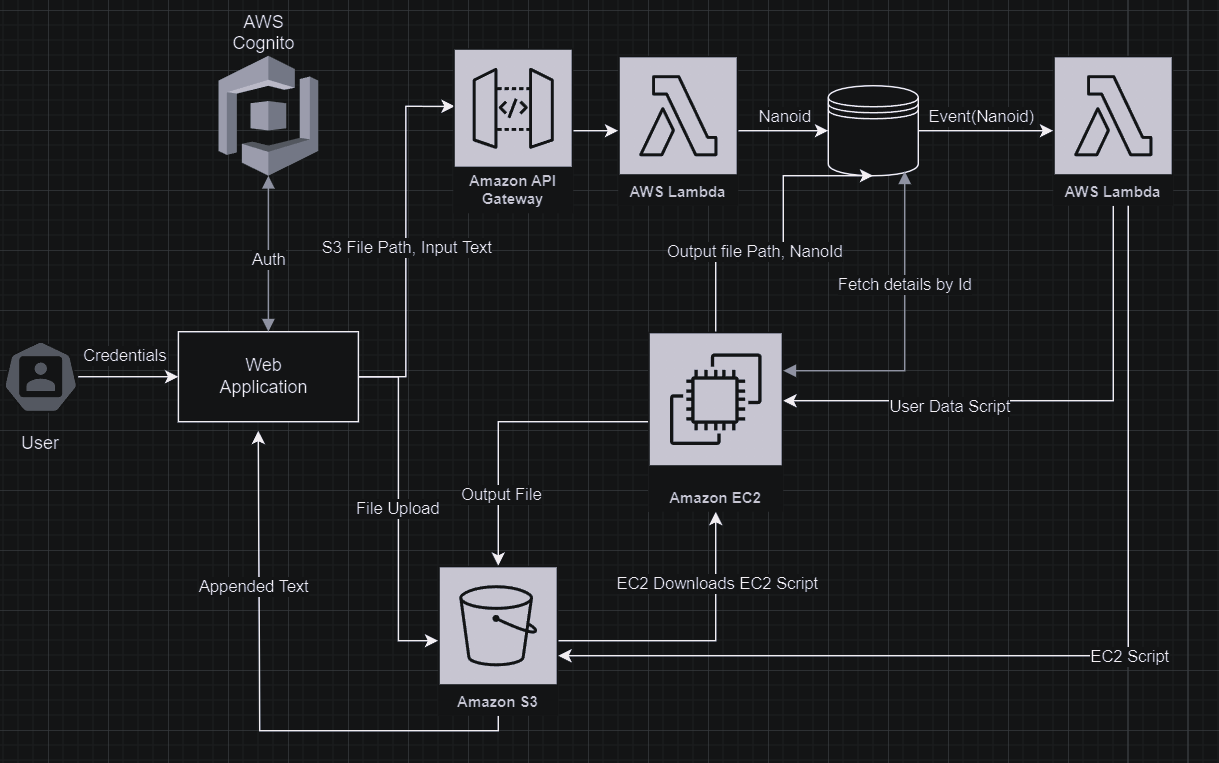 AWS
Cognito
Amazon API
Gateway
AWS Lambda
Nanoid
Event(Nanoid)
AWS Lambda
S3 File Path, Input Text
Output file Path, NanoId
Auth
Fetch details by Id
Credentials
Web
Application
User Data Script
User
Output File
Amazon EC2
File Upload
Appended Text
EC2 Downloads EC2 Script
EC2 Script
Amazon S3